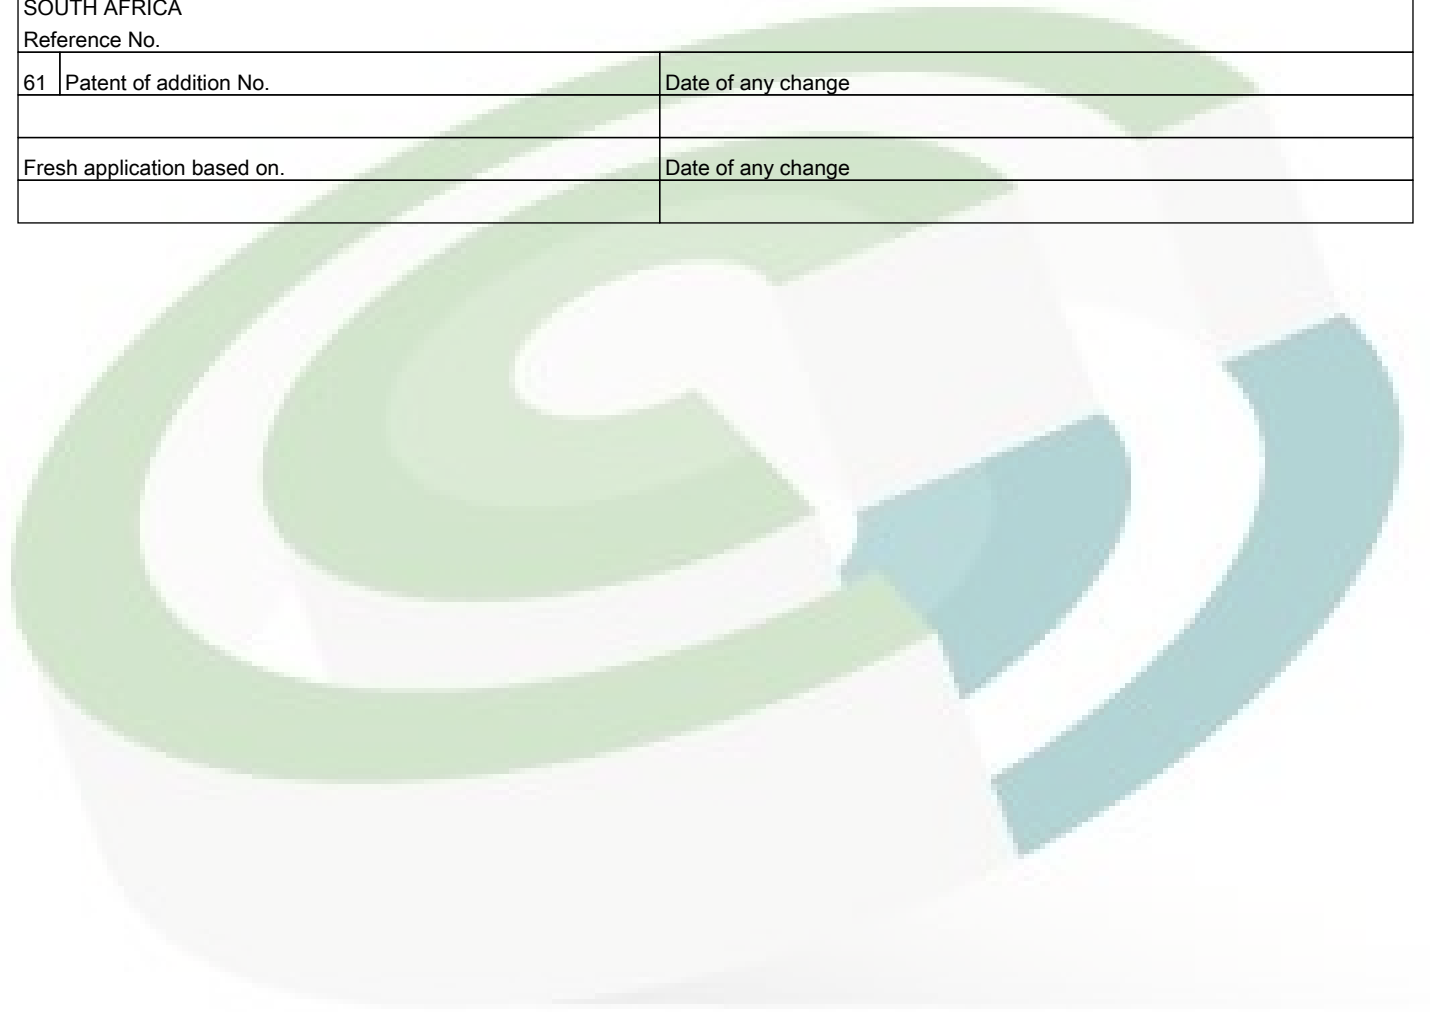 SOUTH AFRICA
Reference No.
61 Patent of addition No. Date of any change
Fresh application based on. Date of any change